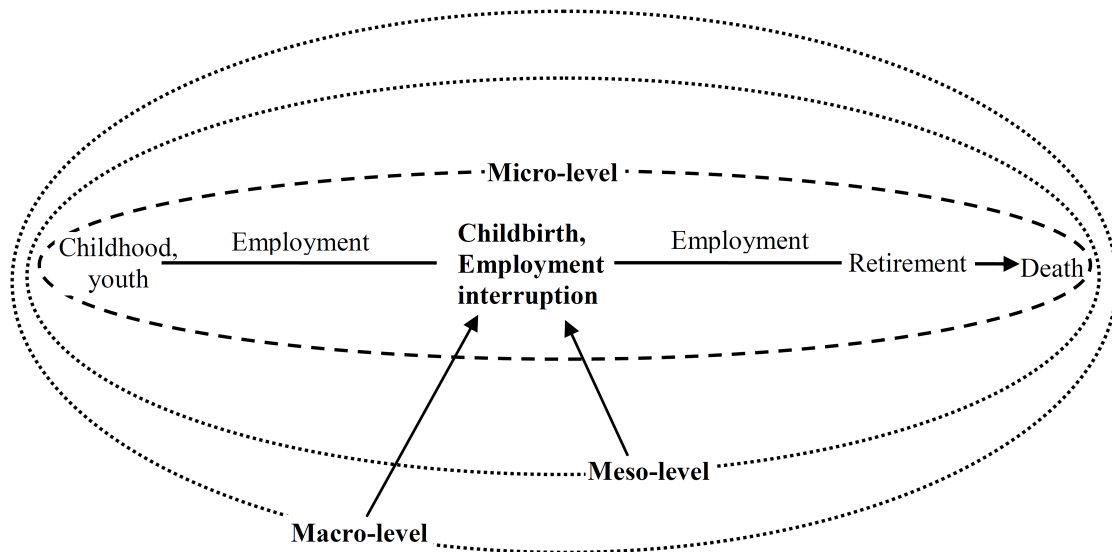 Micro-level
Childhood,
youth
Employment
Childbirth,
Employment
interruption
Employment
Retirement
Death
Meso-level
Macro-level